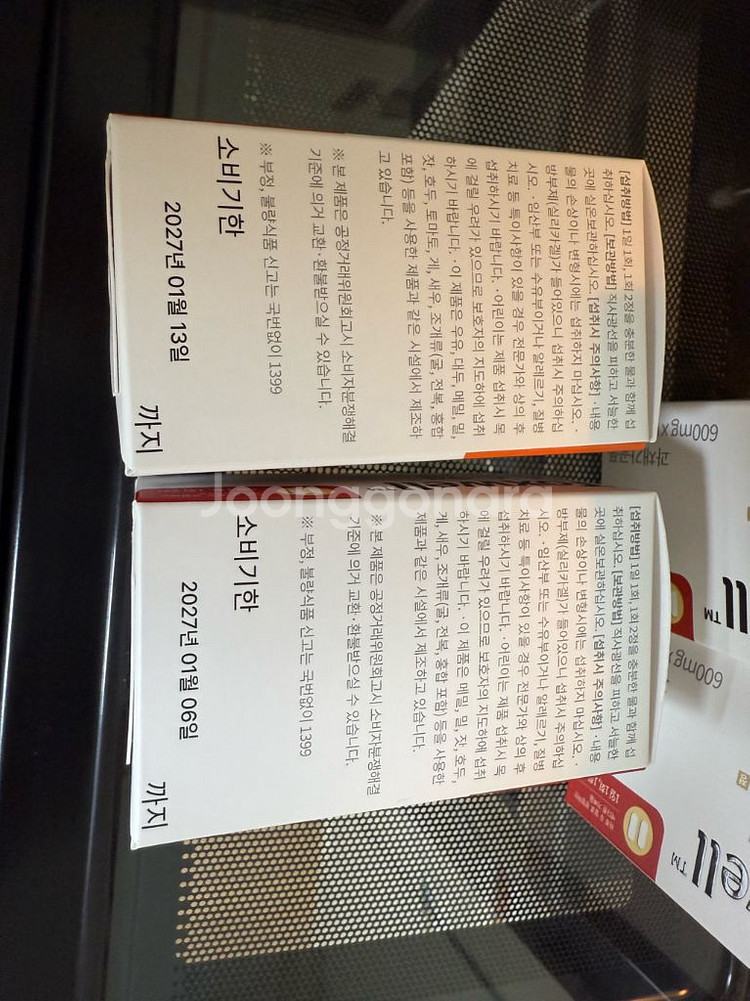 [섭취방법] 1일 1회, 1회 2정을 충분한 물과 함께 섭
취하십시오. [보관방법] 직사광선을 피하고 서늘한
곳에 실온보관하십시오. [섭취시 주의사항] · 내용
물의 손상이나 변형시에는 섭취하지 마십시오. ·
방부제(실리카겔)가 들어있으니 섭취시 주의하십
시오. · 임산부 또는 수유부이거나 알레르기, 질병
치료 등 특이사항이 있을 경우 전문가와 상의 후
섭취하시기 바랍니다. · 어린이는 제품 섭취시 목
에 걸릴 우려가 있으므로 보호자의 지도하에 섭취
하시기 바랍니다. · 이 제품은 우유, 대두, 메밀, 밀,
잣, 호두, 토마토, 게, 새우, 조개류(굴, 전복, 홍합
포함) 등을 사용한 제품과 같은 시설에서 제조하
고 있습니다.
※ 본 제품은 공정거래위원회고시 소비자분쟁해결
기준에 의거 교환·환불받으실 수 있습니다.
※ 부정, 불량식품 신고는 국번없이 1399
소비기한
2027년 01월 13일
까지
[섭취방법] 1일 1회, 1회 2정을 충분한 물과 함께 섭
취하십시오. [보관방법] 직사광선을 피하고 서늘한
곳에 실온보관하십시오. [섭취시 주의사항] · 내용
물의 손상이나 변형시에는 섭취하지 마십시오. ·
방부제(실리카겔)가 들어있으니 섭취시 주의하십
시오. · 임산부 또는 수유부이거나 알레르기, 질병
치료 등 특이사항이 있을 경우 전문가와 상의 후
섭취하시기 바랍니다. · 어린이는 제품 섭취시 목
에 걸릴 우려가 있으므로 보호자의 지도하에 섭취
하시기 바랍니다. · 이 제품은 메밀, 밀, 잣, 호두,
게, 새우, 조개류(굴, 전복, 홍합 포함) 등을 사용한
제품과 같은 시설에서 제조하고 있습니다.
※ 본 제품은 공정거래위원회고시 소비자분쟁해결
기준에 의거 교환·환불받으실 수 있습니다.
※ 부정, 불량식품 신고는 국번없이 1399
소비기한
2027년 01월 06일
까지
Joonggonara
600mg x
과채가공품
ell™
600mg x
정
1일 1회, 1회
ell™